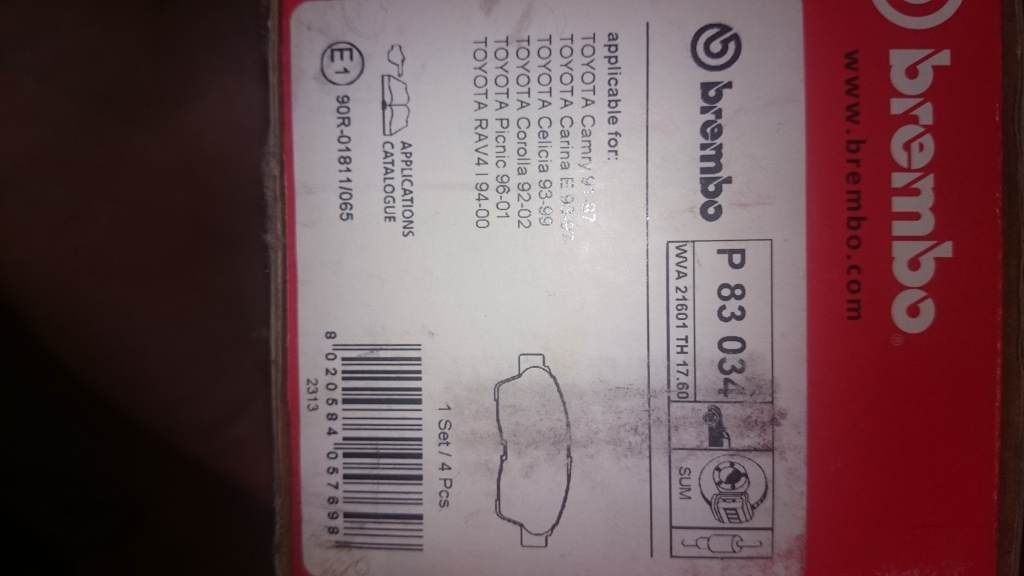 brembo
www.brembo.com
brembo
P 83 034
WVA 21601 TH 17.60
SUM
applicable for:
TOYOTA Camry
TOYOTA Carina E
TOYOTA Celicia 93-99
TOYOTA Corolla 92-02
TOYOTA Picnic 96-01
TOYOTA RAV4 I 94-00
1 Set / 4 Pcs
APPLICATIONS
CATALOGUE
E1 90R-01811/065
8 020584 057698
2313